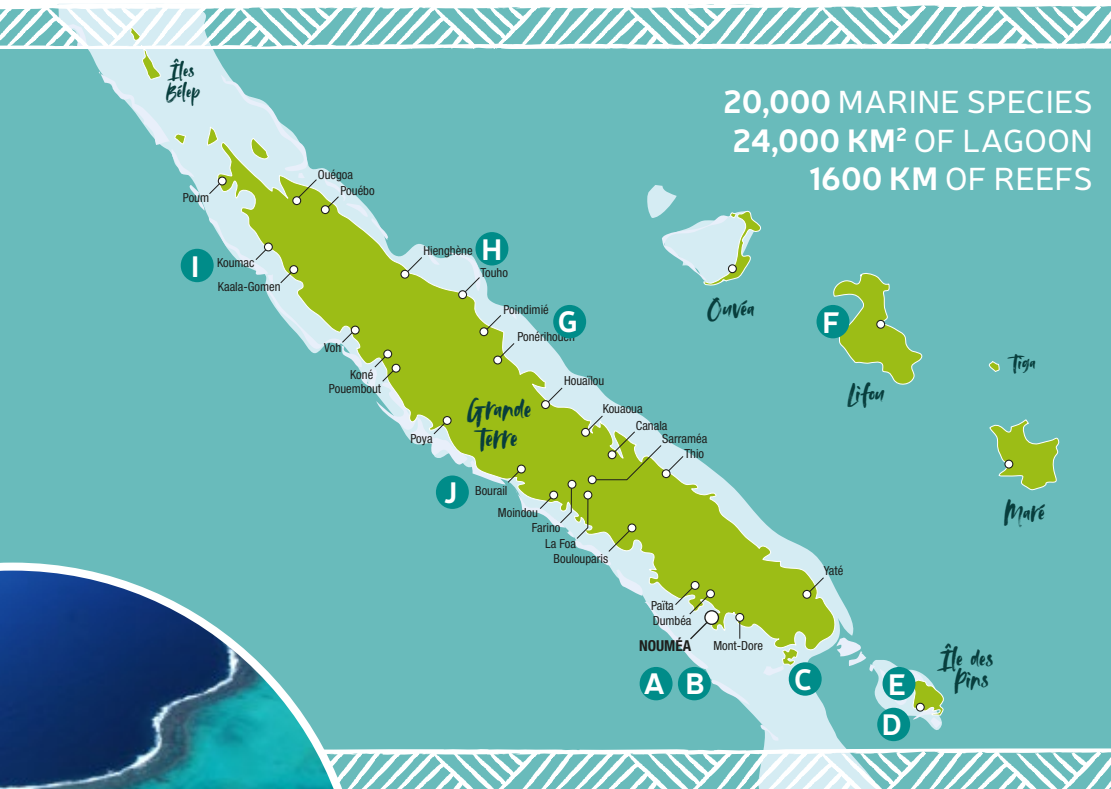 Îles
Bélep
20,000 MARINE SPECIES
24,000 KM² OF LAGOON
1600 KM OF REEFS
Ouégoa
Pouébo
Poum
Hienghène
H
I
Koumac
Touho
Kaala-Gomen
Ouvéa
Poindimié
G
F
Ponérihouen
Voh
Tiga
Koné
Pouembout
Houaïlou
Lifou
Grande
Terre
Kouaoua
Canala
Poya
Sarraméa
Thio
J
Bourail
Moindou
Maré
Farino
La Foa
Boulouparis
Yaté
Païta
Dumbéa
NOUMÉA
Mont-Dore
Île des
Pins
A
B
C
E
D